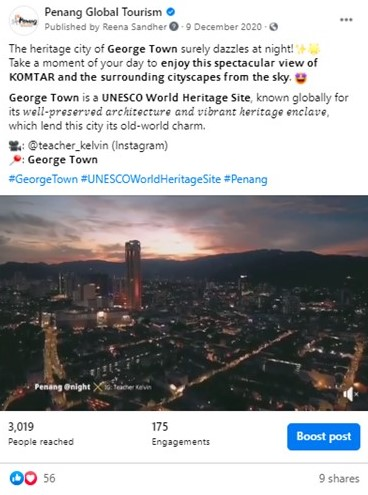 Penang Global Tourism
Published by Reena Sandher · 9 December 2020 ·
The heritage city of George Town surely dazzles at night!✨👑
Take a moment of your day to enjoy this spectacular view of
KOMTAR and the surrounding cityscapes from the sky. 🤩
George Town is a UNESCO World Heritage Site, known globally for
its well-preserved architecture and vibrant heritage enclave,
which lend this city its old-world charm.
🎥: @teacher_kelvin (Instagram)
📍: George Town
#GeorgeTown #UNESCOWorldHeritageSite #Penang
Penang @night X IG: Teacher Kelvin
3,019
People reached
175
Engagements
Boost post
56
9 shares